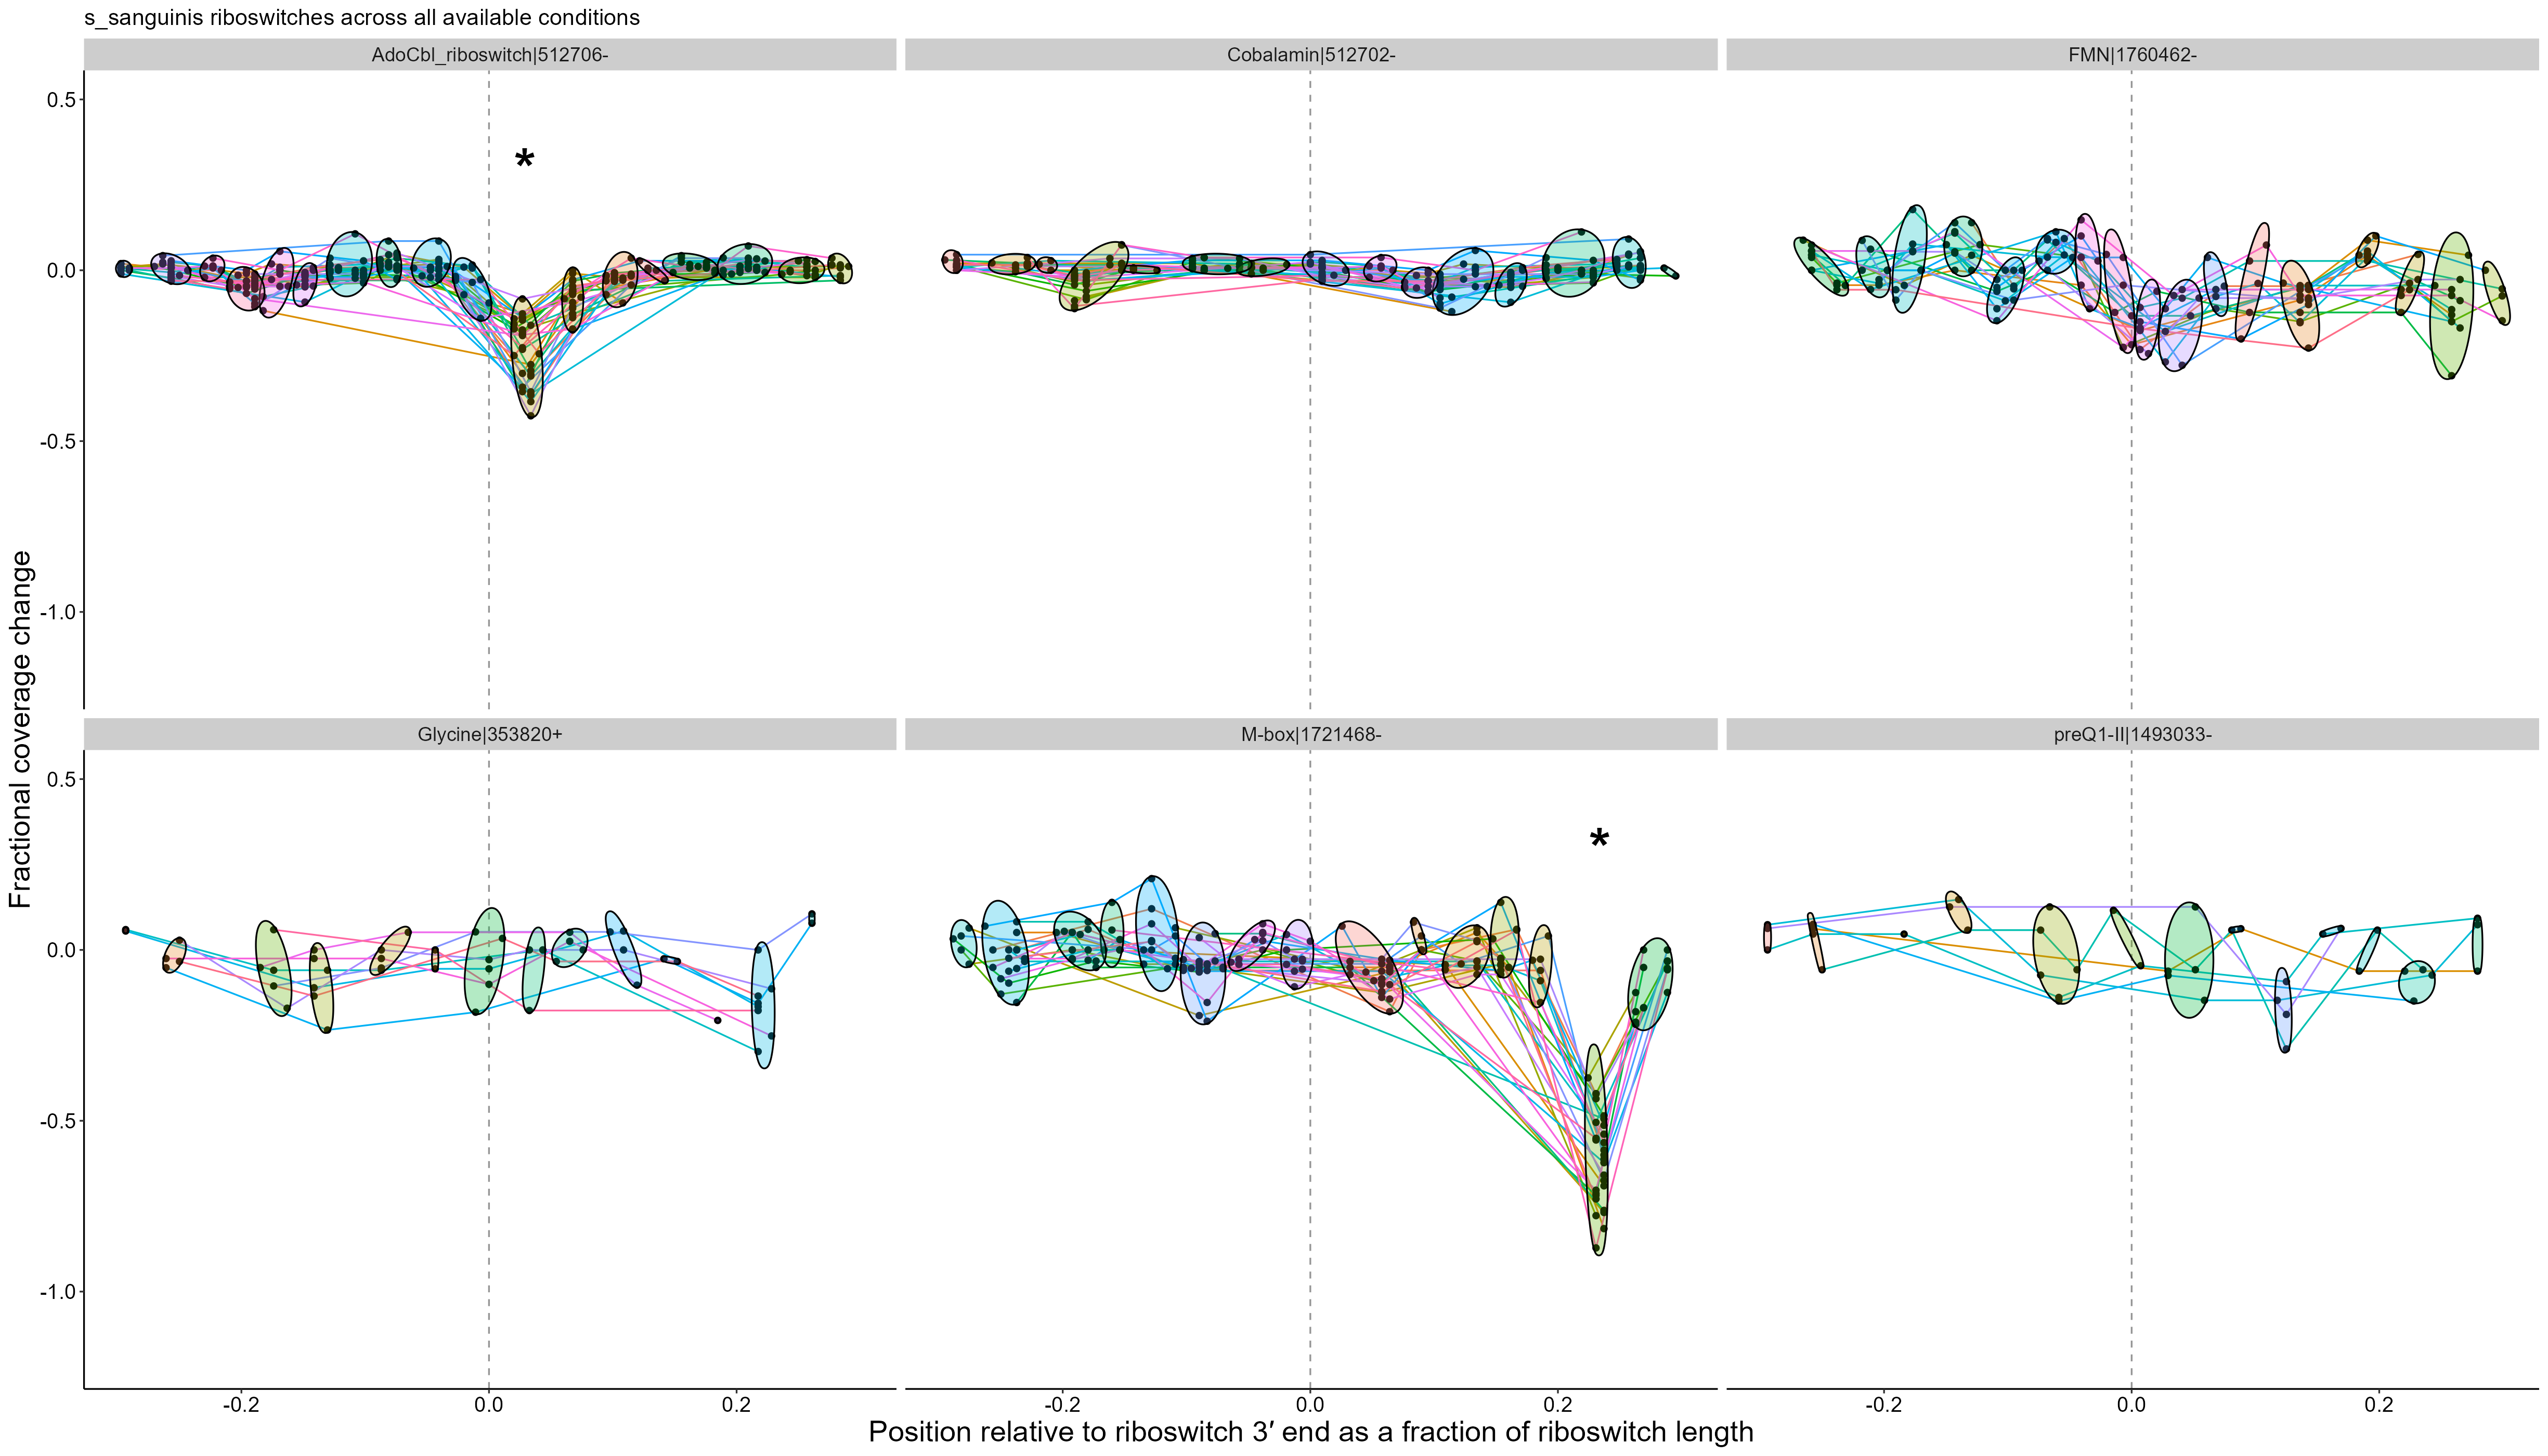 s_sanguinis riboswitches across all available conditions
AdoCbl_riboswitch|512706-
Cobalamin|512702-
FMN|1760462-
0.5
0.0
-0.5
-1.0
*
Glycine|353820+
M-box|1721468-
preQ1-II|1493033-
0.5
0.0
-0.5
-1.0
*
-0.2
0.0
0.2
-0.2
0.0
0.2
-0.2
0.0
0.2
Fractional coverage change
Position relative to riboswitch 3′ end as a fraction of riboswitch length